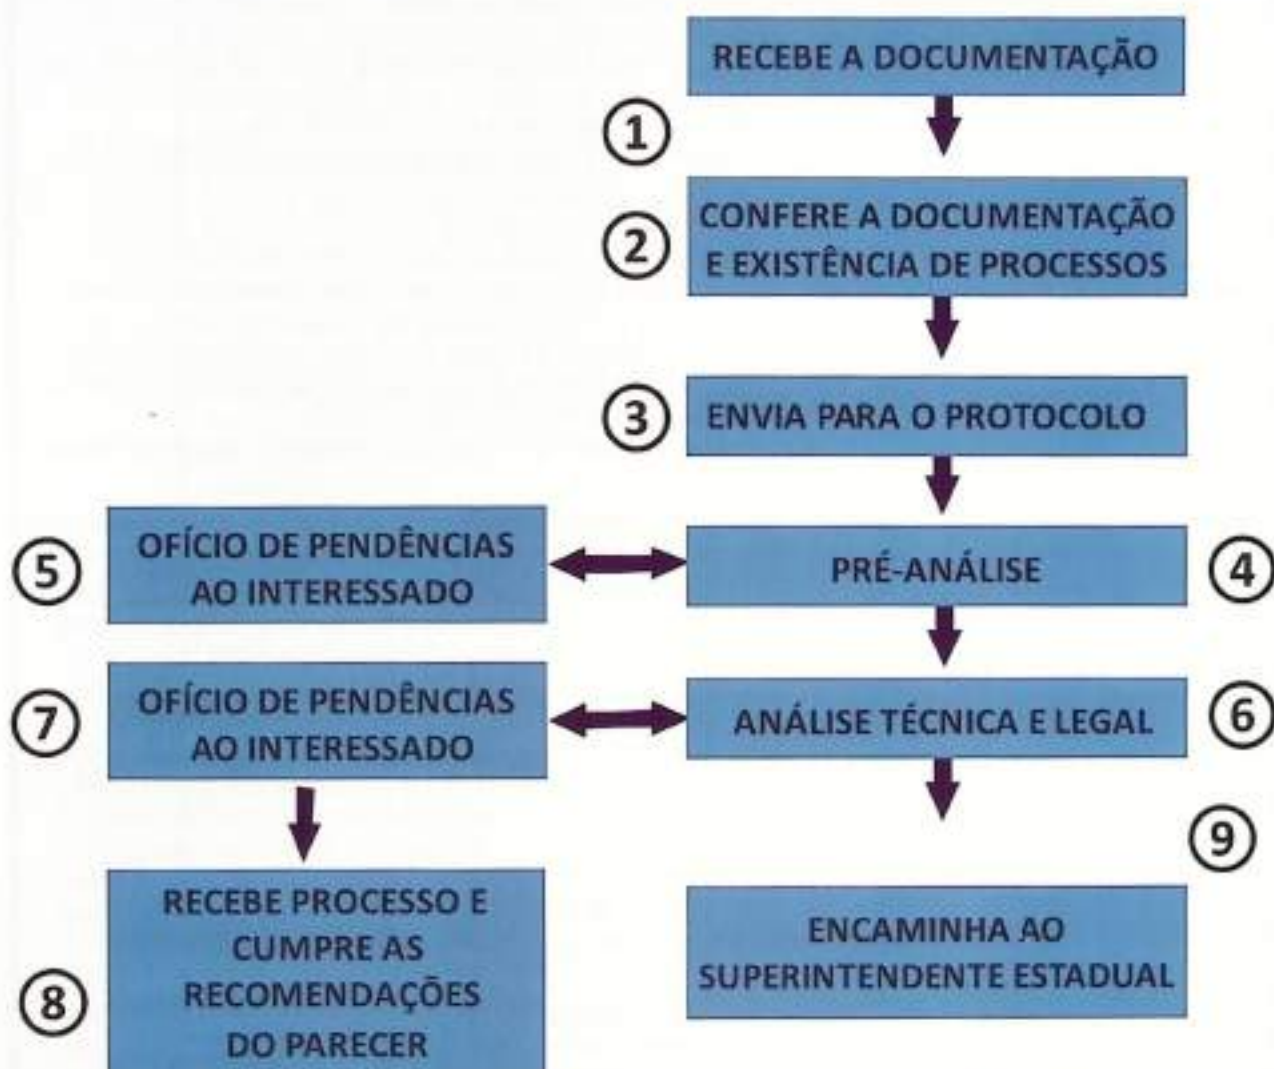 RECEBE A DOCUMENTAÇÃO
1
CONFERE A DOCUMENTAÇÃO
E EXISTÊNCIA DE PROCESSOS
2
3
ENVIA PARA O PROTOCOLO
PRÉ-ANÁLISE
4
5
OFÍCIO DE PENDÊNCIAS
AO INTERESSADO
ANÁLISE TÉCNICA E LEGAL
6
7
OFÍCIO DE PENDÊNCIAS
AO INTERESSADO
8
RECEBE PROCESSO E
CUMPRE AS
RECOMENDAÇÕES
DO PARECER
9
ENCAMINHA AO
SUPERINTENDENTE ESTADUAL